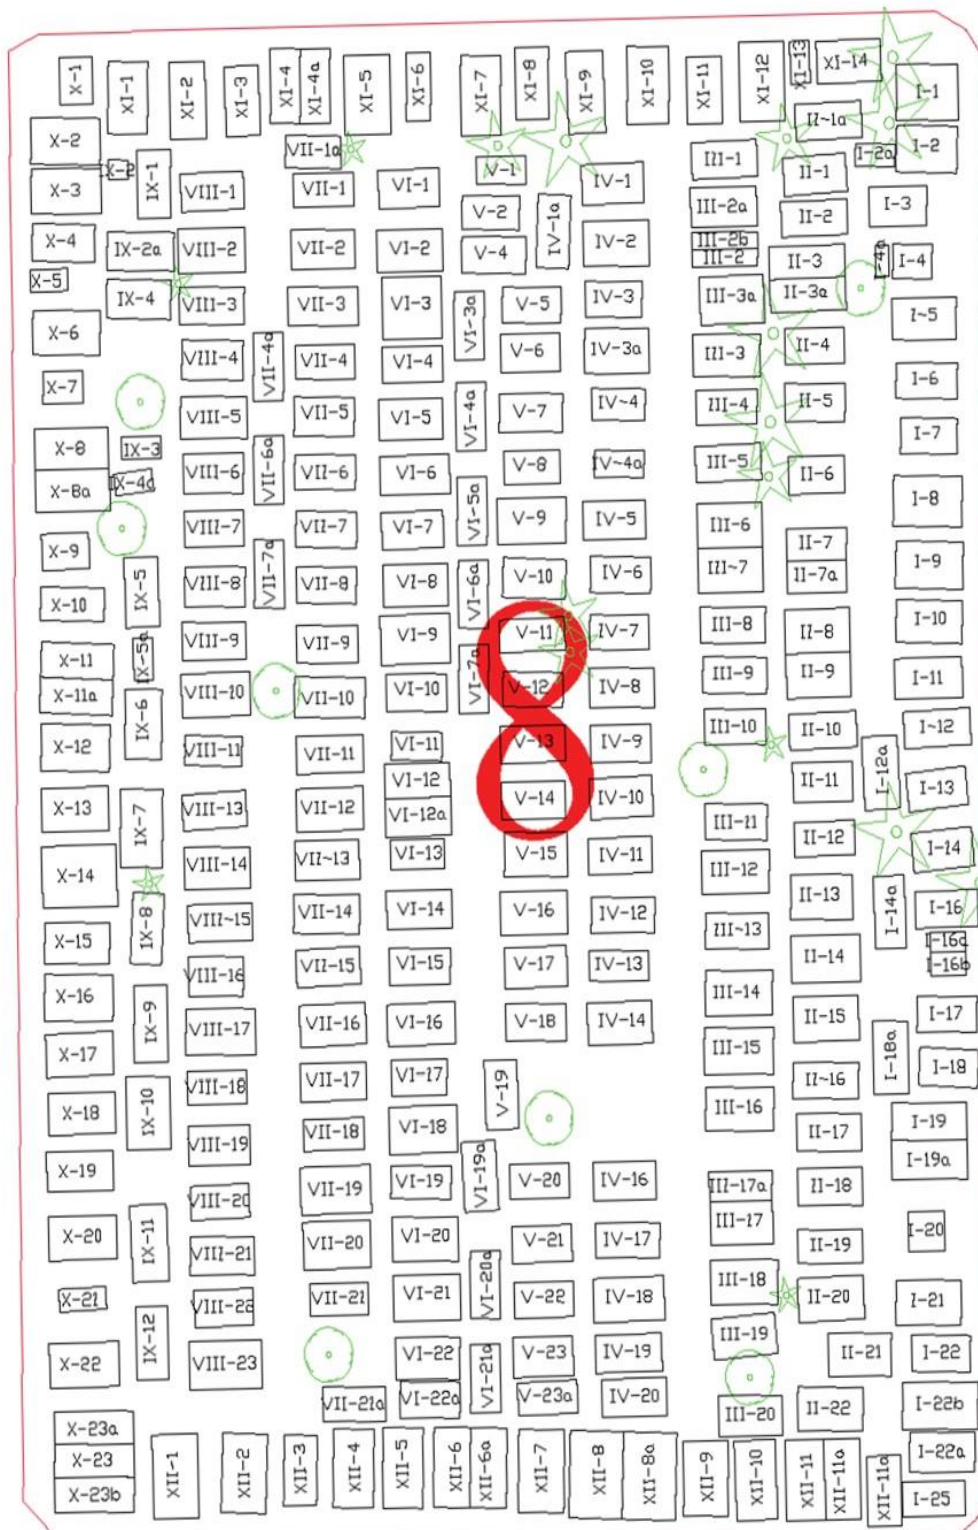 X-1 XI-1 XI-2 XI-3 XI-4 XI-4a XI-5 XI-6 XI-7 XI-8 XI-9 XI-10 XI-11 XI-12 XI-13 XI-14 I-1
X-2 VII-1a II-1a I-2a I-2
X-3 IX-2 IX-1 VIII-1 VII-1 VI-1 V-1 IV-1 III-1 II-1
V-2 IV-1a III-2a II-2 I-3
X-4 IX-2a VIII-2 VII-2 VI-2 V-4 IV-2 III-2b III-2 II-3 I-4a I-4
X-5 IX-4 VIII-3 VII-3 VI-3 VI-3a V-5 IV-3 III-3a II-3a I-5
X-6 VIII-4 VII-4a VII-4 VI-4 V-6 IV-3a III-3 II-4
X-7 VIII-5 VII-5 VI-5 VI-4a V-7 IV-4 III-4 II-5 I-6
X-8 IX-3 I-7
X-8a IX-4a VIII-6 VII-6a VII-6 VI-6 V-8 IV-4a III-5 II-6 I-8
VIII-7 VII-7 VI-7 VI-5a V-9 IV-5 III-6
X-9 II-7
X-10 IX-5 VIII-8 VII-7a VII-8 VI-8 VI-6a V-10 IV-6 III-7 II-7a I-9
X-11 IX-5a VIII-9 VII-9 VI-9 V-11 IV-7 III-8 II-8 I-10
8
X-11a VIII-10 VII-10 VI-10 VI-7a V-12 IV-8 III-9 II-9 I-11
X-12 IX-6 VIII-11 VII-11 VI-11 V-13 IV-9 III-10 II-10 I-12
VI-12 II-11 I-12a I-13
X-13 IX-7 VIII-13 VII-12 VI-12a V-14 IV-10 III-11
X-14 VIII-14 VII-13 VI-13 V-15 IV-11 III-12 II-12 I-14
X-15 IX-8 VIII-15 VII-14 VI-14 V-16 IV-12 III-13 II-13 I-14a I-16
I-16a
X-16 VIII-16 VII-15 VI-15 V-17 IV-13 III-14 II-14 I-16b
X-17 IX-9 VIII-17 VII-16 VI-16 V-18 IV-14 III-15 II-15 I-17
X-18 IX-10 VIII-18 VII-17 VI-17 V-19 III-16 II-16 I-18a I-18
X-19 VIII-19 VII-18 VI-18 II-17 I-19
I-19a
X-20 VIII-20 VII-19 VI-19 VI-19a V-20 IV-16 III-17a II-18
IX-11 VIII-21 VII-20 VI-20 V-21 IV-17 III-17 II-19 I-20
X-21 VIII-22 VII-21 VI-21 VI-20a V-22 IV-18 III-18 II-20 I-21
X-22 IX-12 VIII-23 VI-22 V-23 IV-19 III-19 II-21 I-22
VII-21a VI-22a VI-21a V-23a IV-20 III-20 II-22 I-22b
X-23a
X-23 XII-1 XII-2 XII-3 XII-4 XII-5 XII-6 XII-6a XII-7 XII-8 XII-8a XII-9 XII-10 XII-11 XII-11a XII-11a I-22a
X-23b I-25